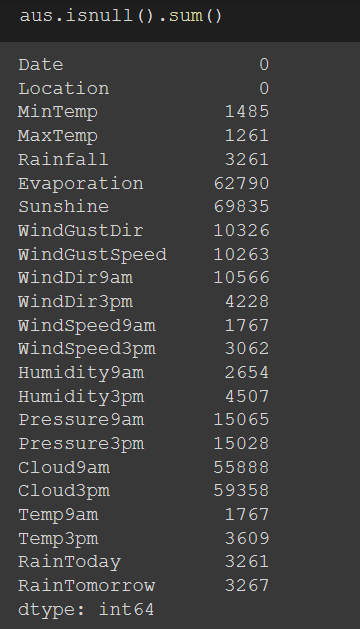 aus.isnull().sum()
Date 0
Location 0
MinTemp 1485
MaxTemp 1261
Rainfall 3261
Evaporation 62790
Sunshine 69835
WindGustDir 10326
WindGustSpeed 10263
WindDir9am 10566
WindDir3pm 4228
WindSpeed9am 1767
WindSpeed3pm 3062
Humidity9am 2654
Humidity3pm 4507
Pressure9am 15065
Pressure3pm 15028
Cloud9am 55888
Cloud3pm 59358
Temp9am 1767
Temp3pm 3609
RainToday 3261
RainTomorrow 3267
dtype: int64